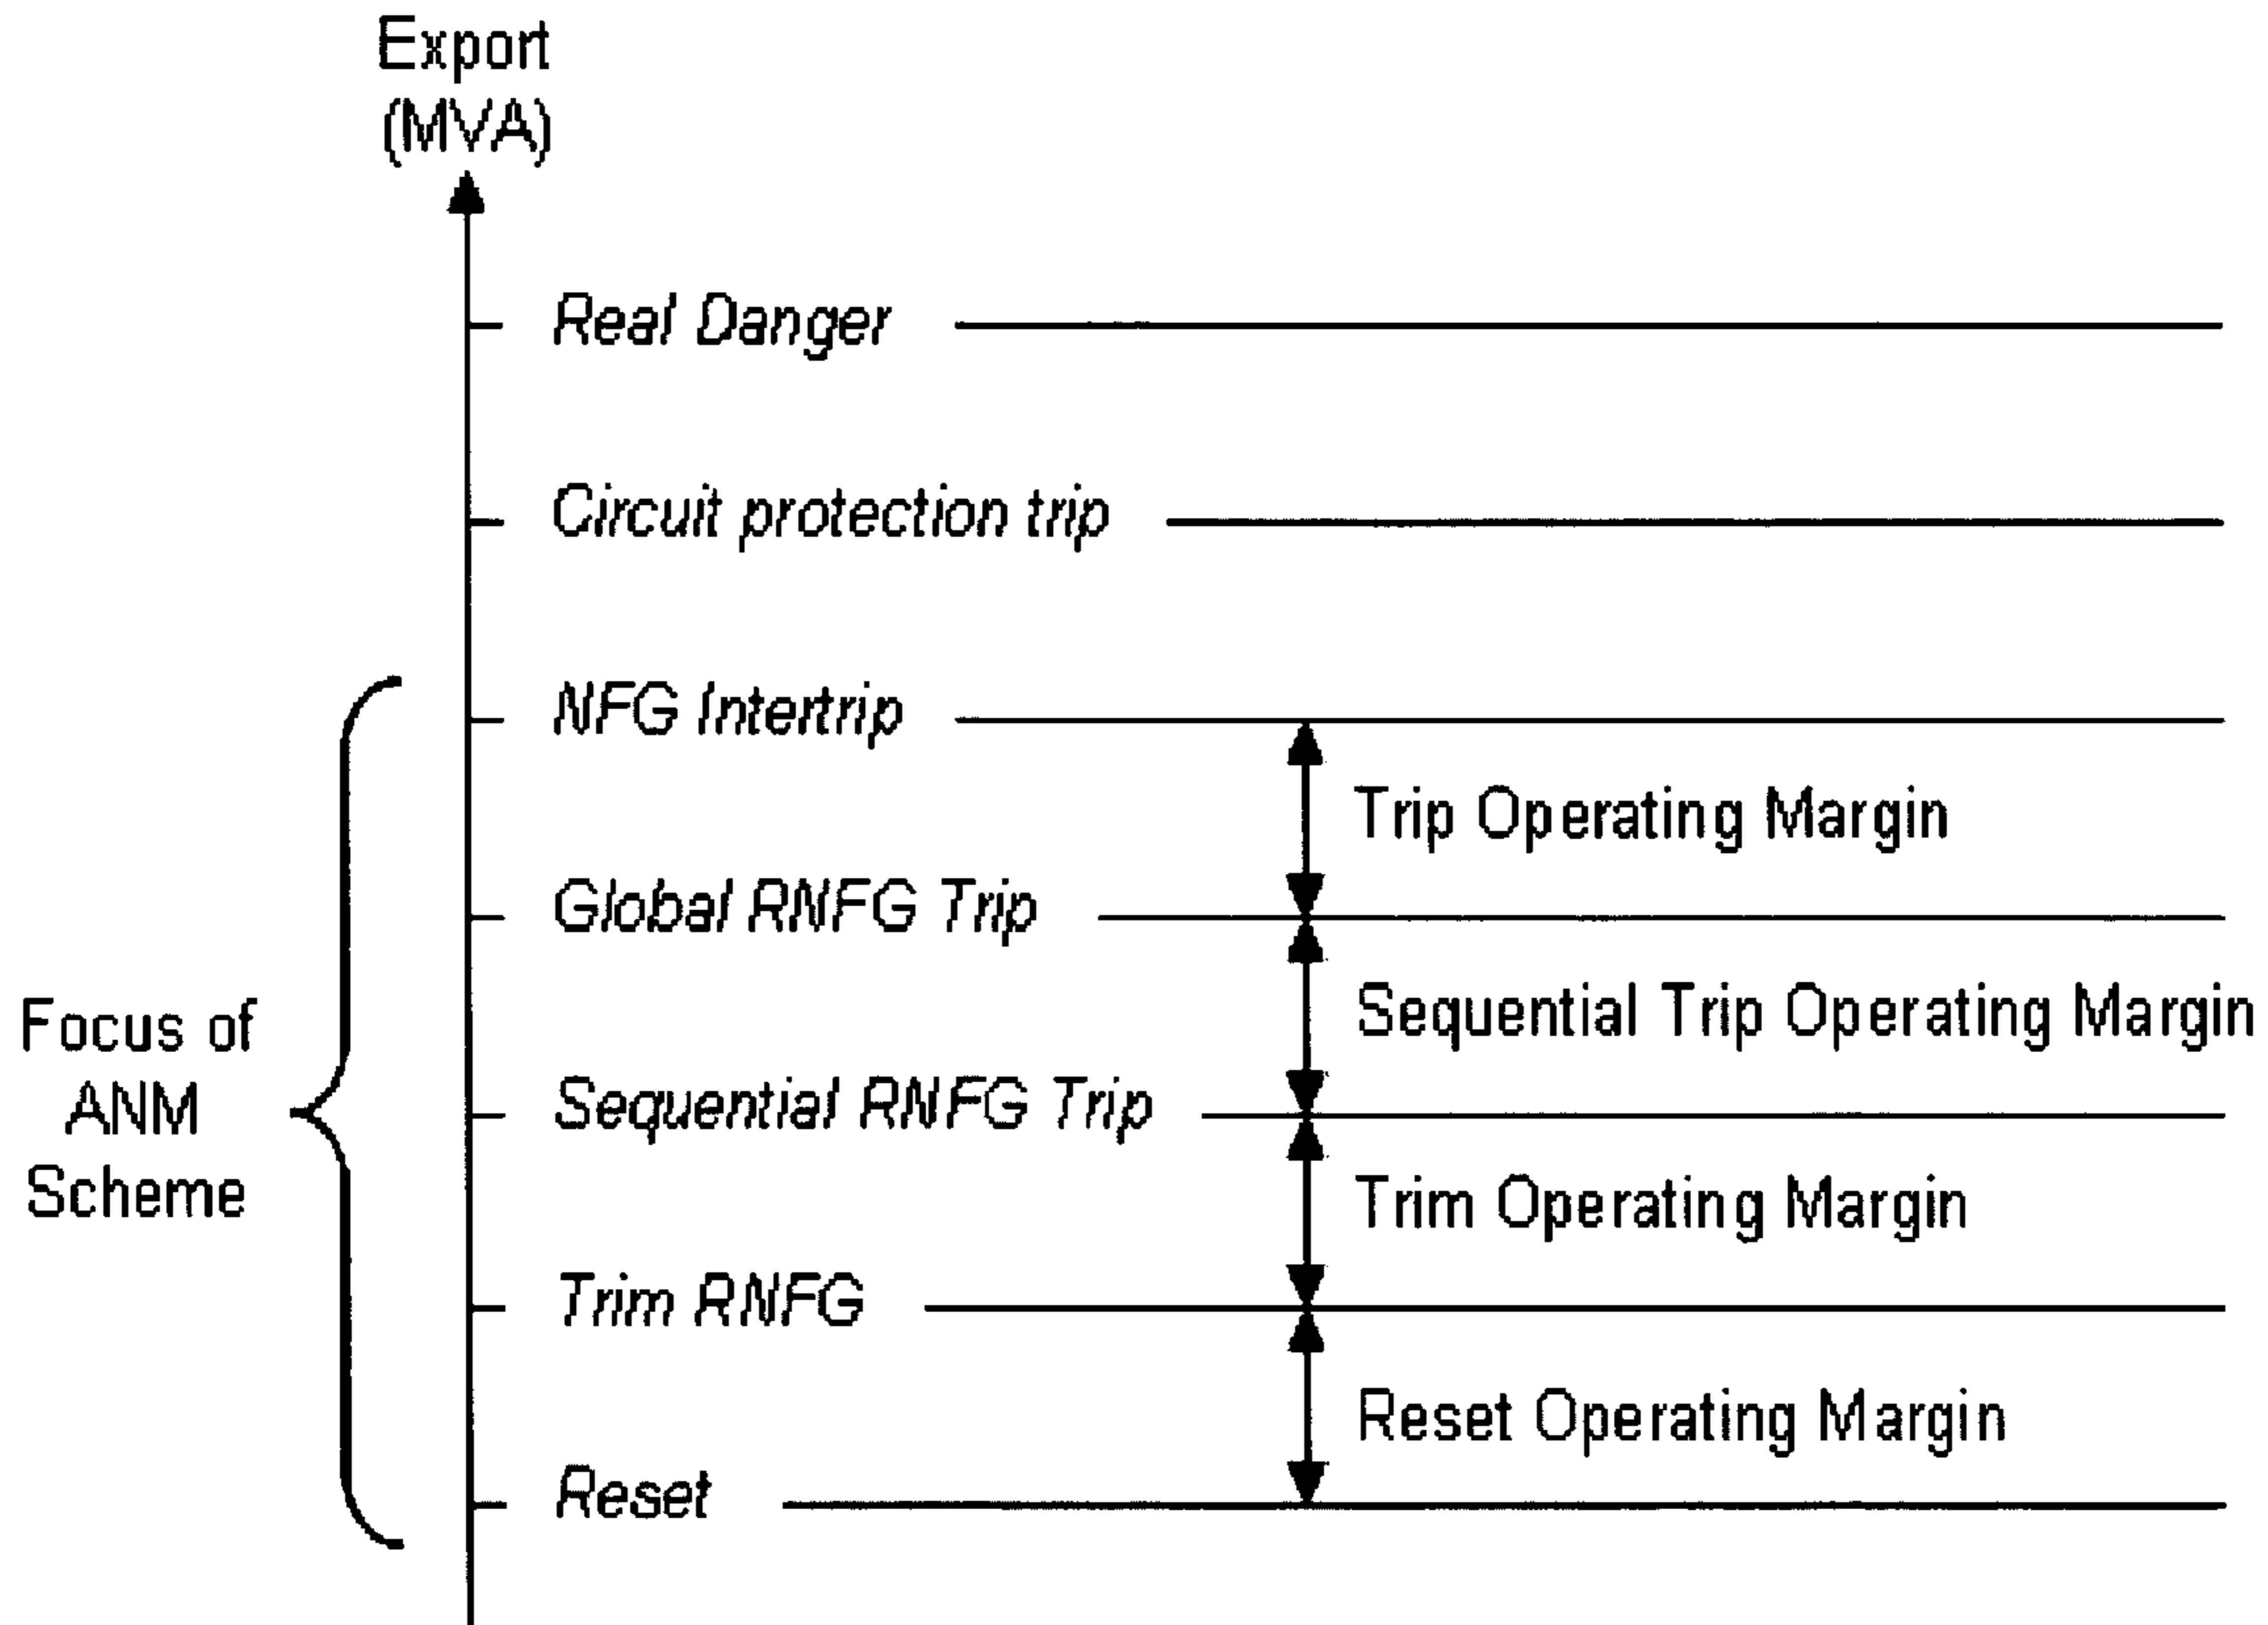 Export
(MVA)
Real Danger
Circuit protection trip
NFG Intertrip
Trip Operating Margin
Global RNFG Trip
Sequential Trip Operating Margin
Focus of
ANM
Scheme
Sequential RNFG Trip
Trim Operating Margin
Trim RNFG
Reset Operating Margin
Reset